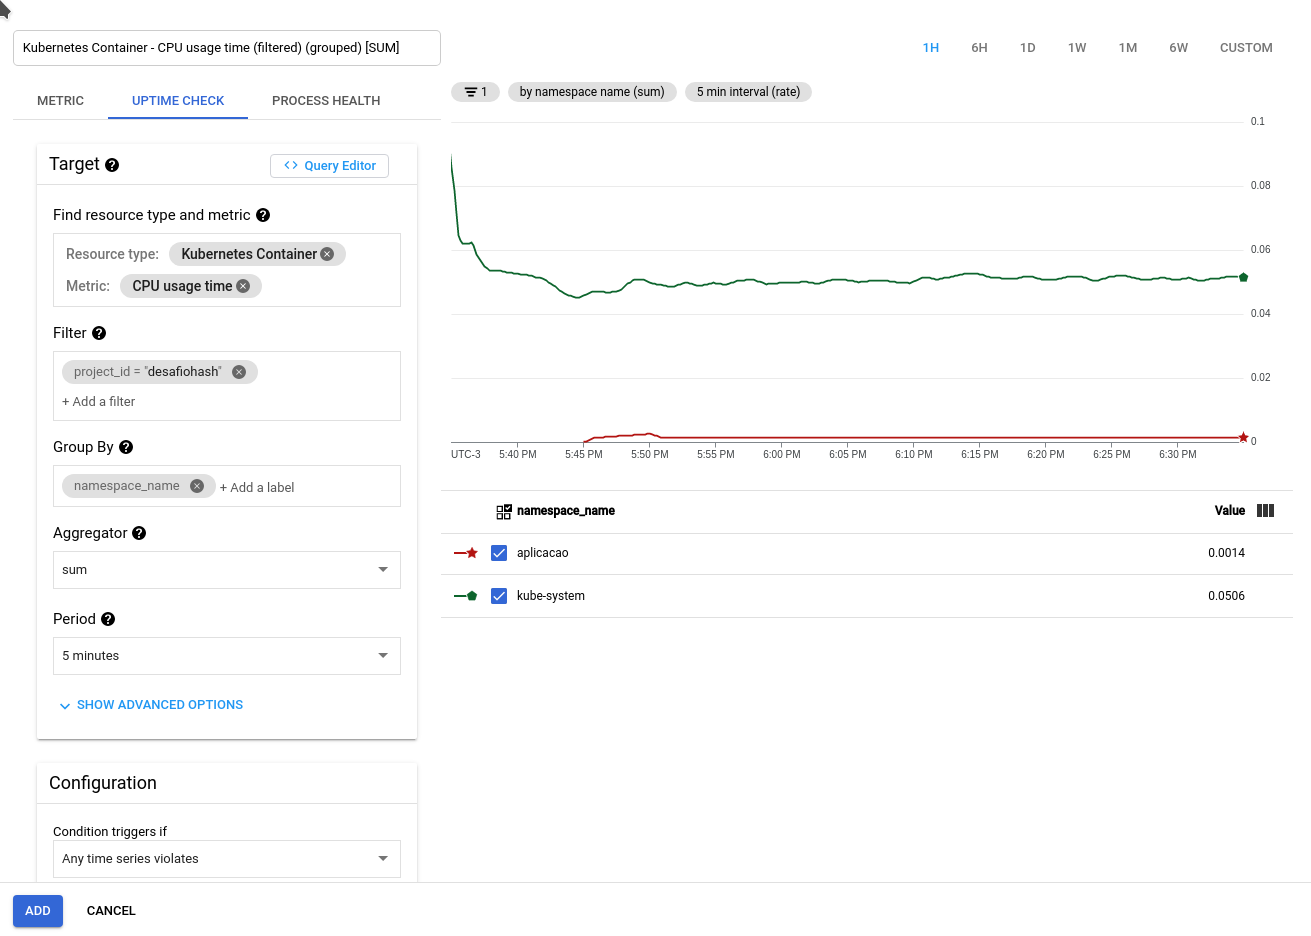 Kubernetes Container - CPU usage time (filtered) (grouped) [SUM]
1H 6H 1D 1W 1M 6W CUSTOM
METRIC UPTIME CHECK PROCESS HEALTH
Target ?
<> Query Editor
Find resource type and metric ?
Resource type: Kubernetes Container
Metric: CPU usage time
Filter ?
project_id = "desafiohash"
+ Add a filter
Group By ?
namespace_name + Add a label
Aggregator ?
sum
Period ?
5 minutes
SHOW ADVANCED OPTIONS
Configuration
Condition triggers if
Any time series violates
ADD CANCEL
1 by namespace name (sum) 5 min interval (rate)
0.1
0.08
0.06
0.04
0.02
0
UTC-3 5:40 PM 5:45 PM 5:50 PM 5:55 PM 6:00 PM 6:05 PM 6:10 PM 6:15 PM 6:20 PM 6:25 PM 6:30 PM
namespace_name Value
aplicacao 0.0014
kube-system 0.0506